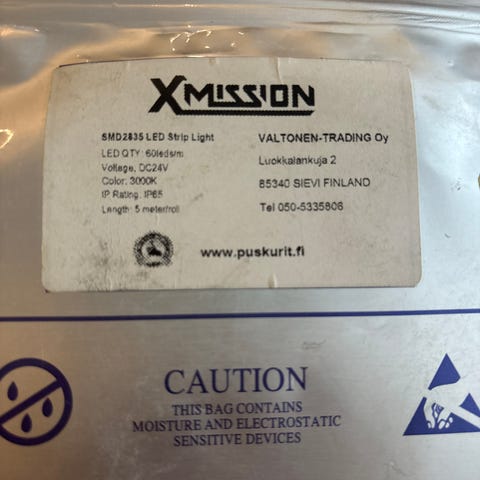 XMISSION
SMD2835 LED Strip Light
LED QTY: 60leds/m
Voltage, DC24V
Color: 3000K
IP Rating: IP65
Length: 5 meter/roll
VALTONEN-TRADING Oy
Luokkalankuja 2
85340 SIEVI FINLAND
Tel 050-5335806
www.puskurit.fi
CAUTION
THIS BAG CONTAINS
MOISTURE AND ELECTROSTATIC
SENSITIVE DEVICES